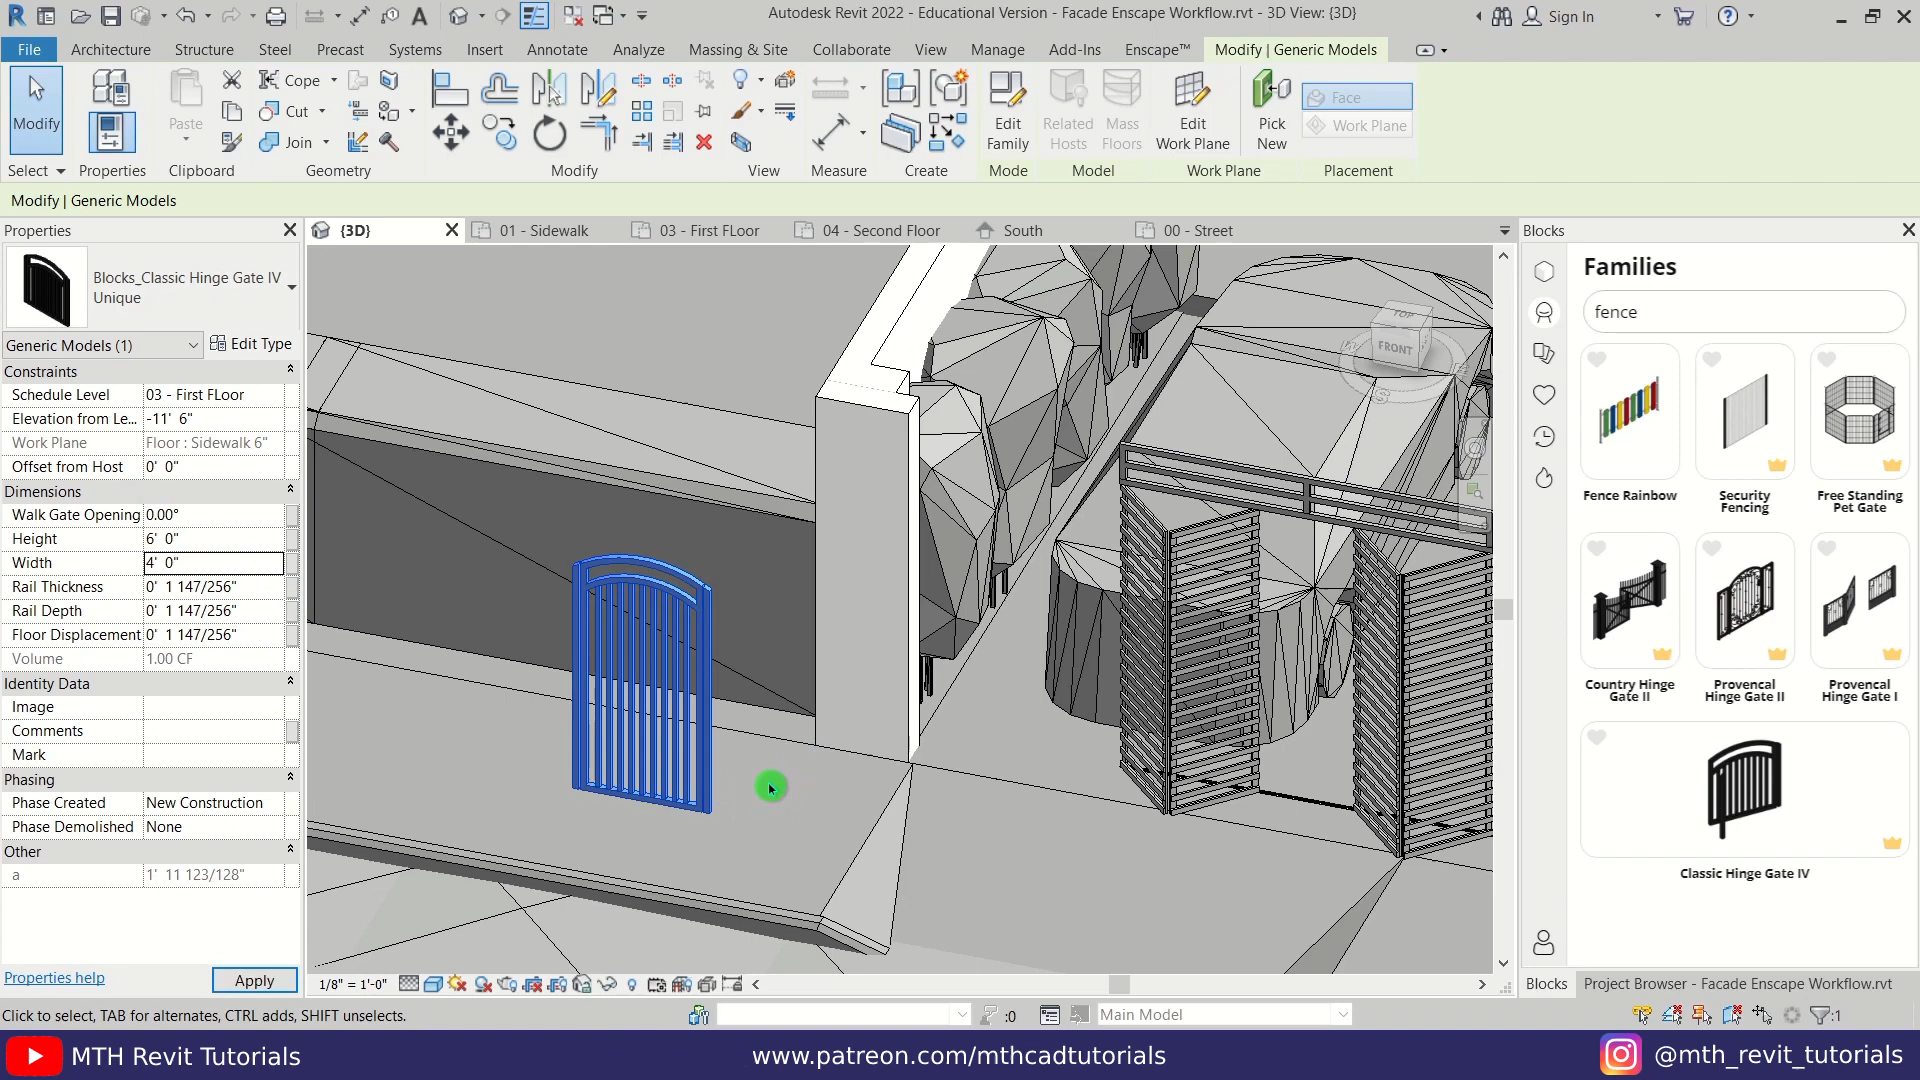 Autodesk Revit 2022 - Educational Version - Facade Enscape Workflow.rvt - 3D View: {3D}
Sign In
File Architecture Structure Steel Precast Systems Insert Annotate Analyze Massing & Site Collaborate View Manage Add-Ins Enscape™ Modify | Generic Models
Modify
Paste
Cope
Cut
Join
Edit Family
Related Hosts
Mass Floors
Edit Work Plane
Pick New
Face
Work Plane
Select Properties Clipboard Geometry Modify View Measure Create Mode Model Work Plane Placement
Modify | Generic Models
Properties
{3D} 01 - Sidewalk 03 - First FLoor 04 - Second Floor South 00 - Street
Blocks
Blocks_Classic Hinge Gate IV
Unique
Generic Models (1) Edit Type
Constraints
Schedule Level 03 - First FLoor
Elevation from Le... -11' 6"
Work Plane Floor : Sidewalk 6"
Offset from Host 0' 0"
Dimensions
Walk Gate Opening 0.00°
Height 6' 0"
Width 4' 0"
Rail Thickness 0' 1 147/256"
Rail Depth 0' 1 147/256"
Floor Displacement 0' 1 147/256"
Volume 1.00 CF
Identity Data
Image
Comments
Mark
Phasing
Phase Created New Construction
Phase Demolished None
Other
a 1' 11 123/128"
Properties help Apply
TOP
FRONT
Families
fence
Fence Rainbow
Security Fencing
Free Standing Pet Gate
Country Hinge Gate II
Provencal Hinge Gate II
Provencal Hinge Gate I
Classic Hinge Gate IV
1/8" = 1'-0"
Blocks Project Browser - Facade Enscape Workflow.rvt
Click to select, TAB for alternates, CTRL adds, SHIFT unselects.
:0
Main Model
:1
MTH Revit Tutorials
www.patreon.com/mthcadtutorials
@mth_revit_tutorials